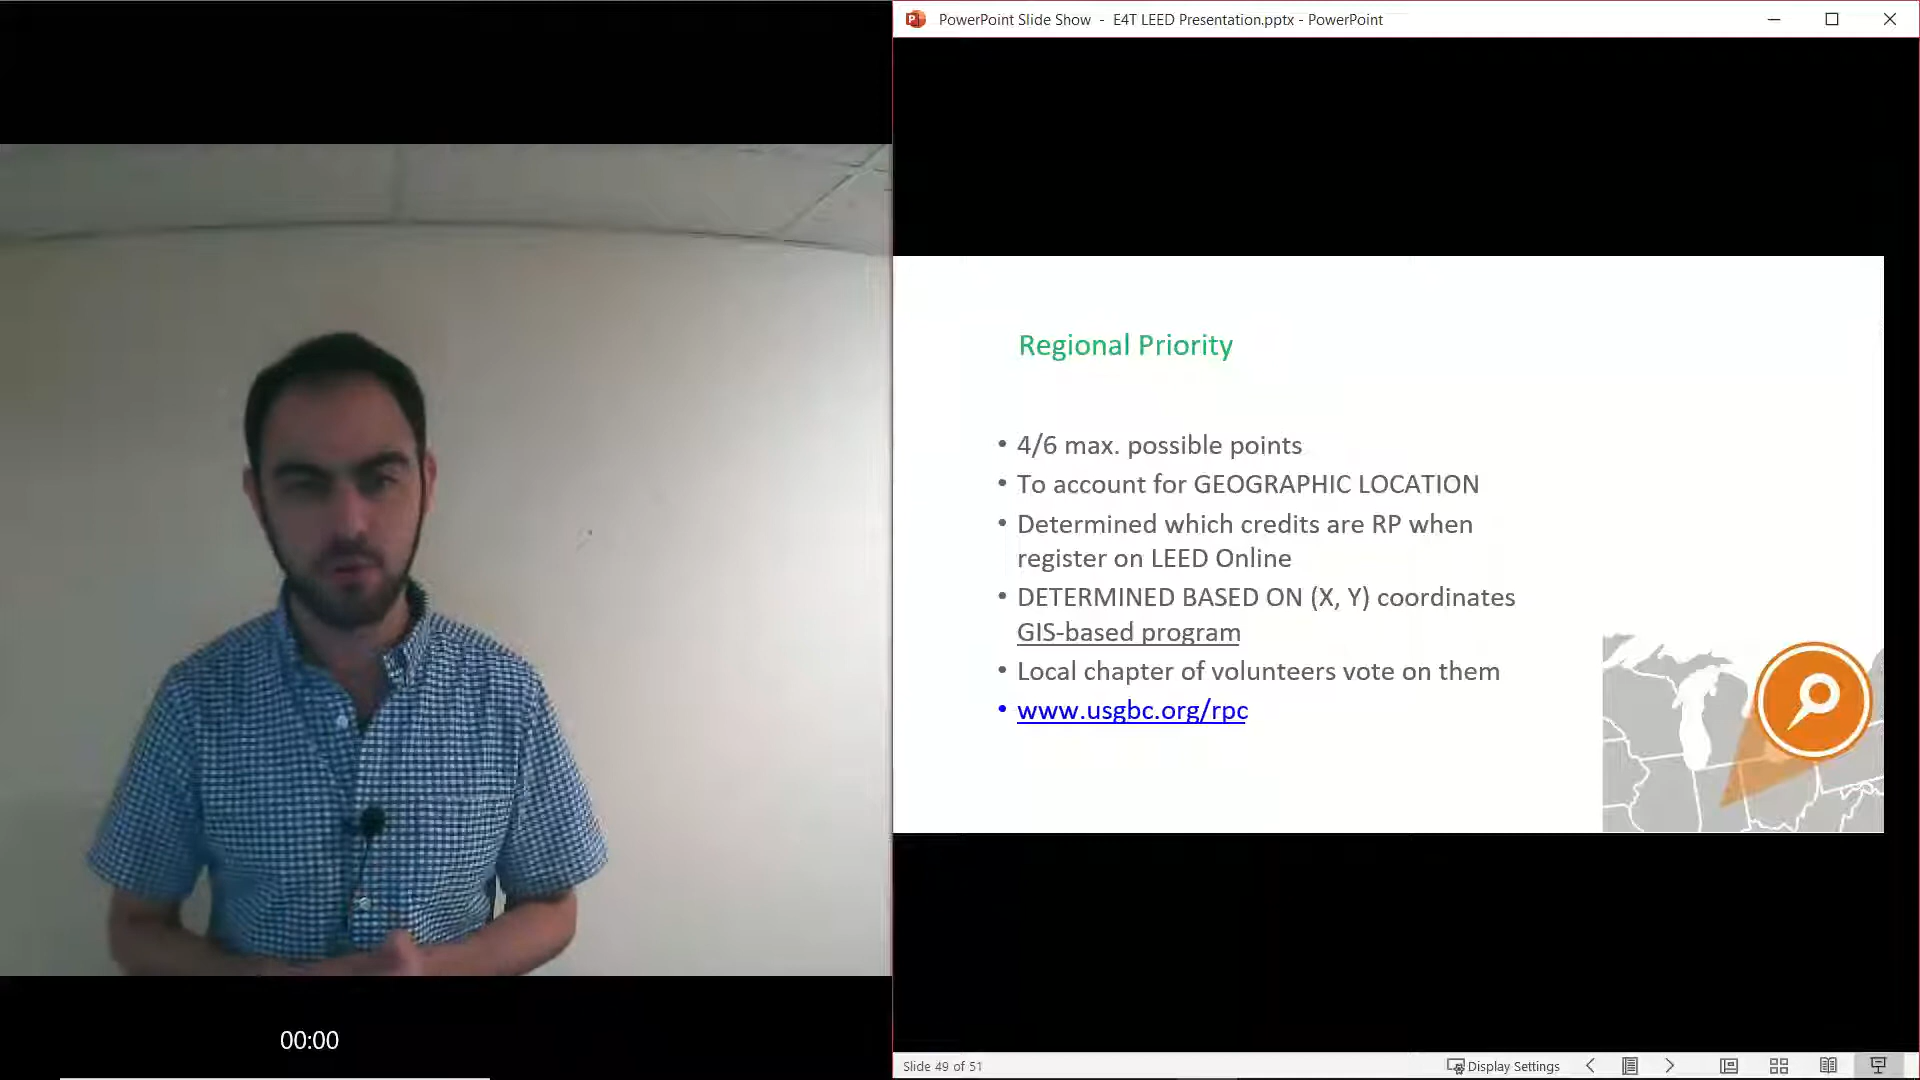 PowerPoint Slide Show - E4T LEED Presentation.pptx - PowerPoint
Regional Priority
• 4/6 max. possible points
• To account for GEOGRAPHIC LOCATION
• Determined which credits are RP when
register on LEED Online
• DETERMINED BASED ON (X, Y) coordinates
GIS-based program
• Local chapter of volunteers vote on them
• www.usgbc.org/rpc
00:00
Slide 49 of 51
Display Settings